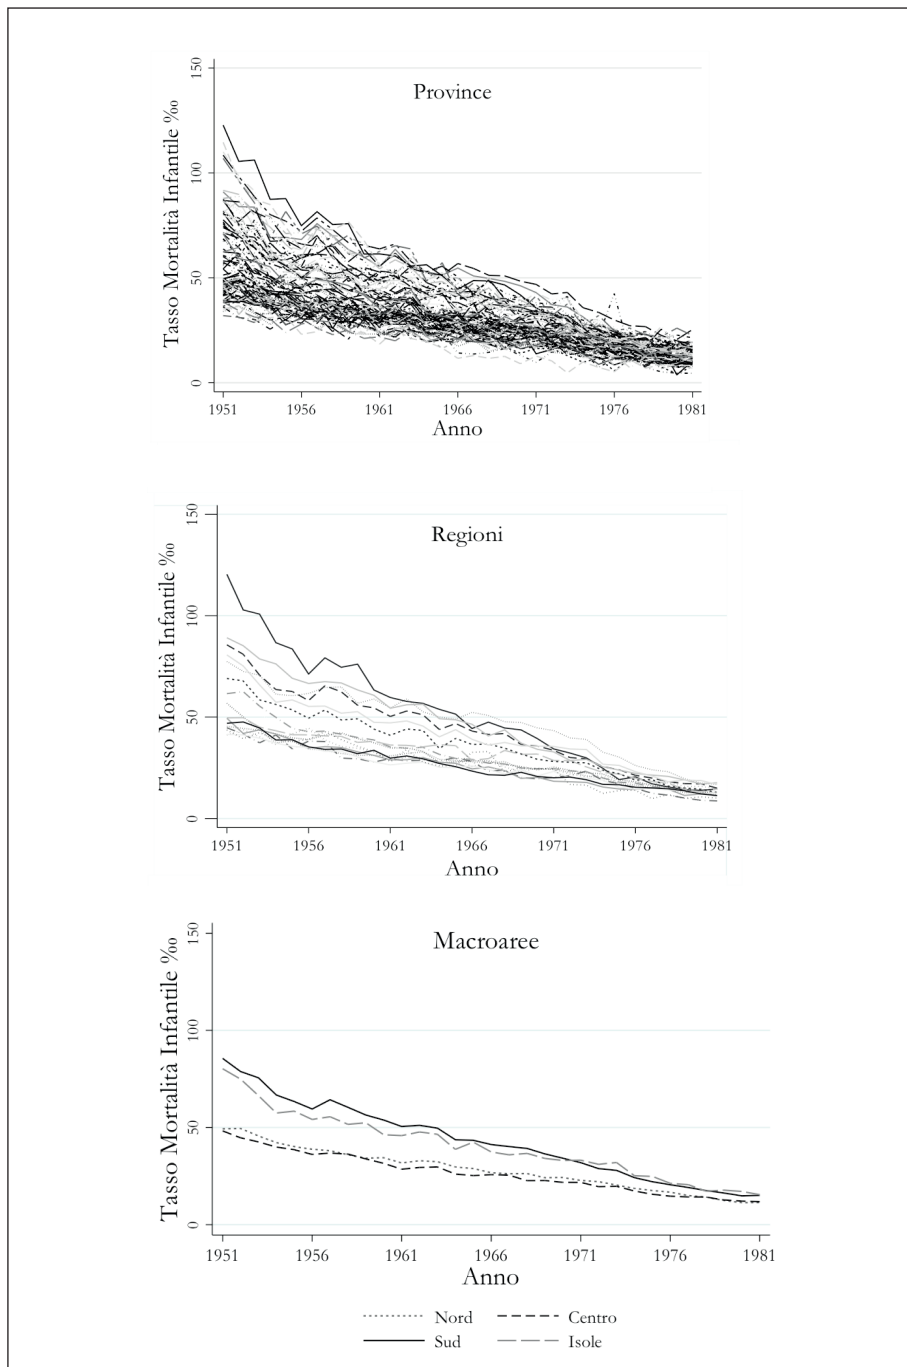 Province
Tasso Mortalità Infantile ‰
150
100
50
0
1951 1956 1961 1966 1971 1976 1981
Anno
Regioni
Tasso Mortalità Infantile ‰
150
100
50
0
1951 1956 1961 1966 1971 1976 1981
Anno
Macroaree
Tasso Mortalità Infantile ‰
150
100
50
0
1951 1956 1961 1966 1971 1976 1981
Anno
Nord Centro
Sud Isole